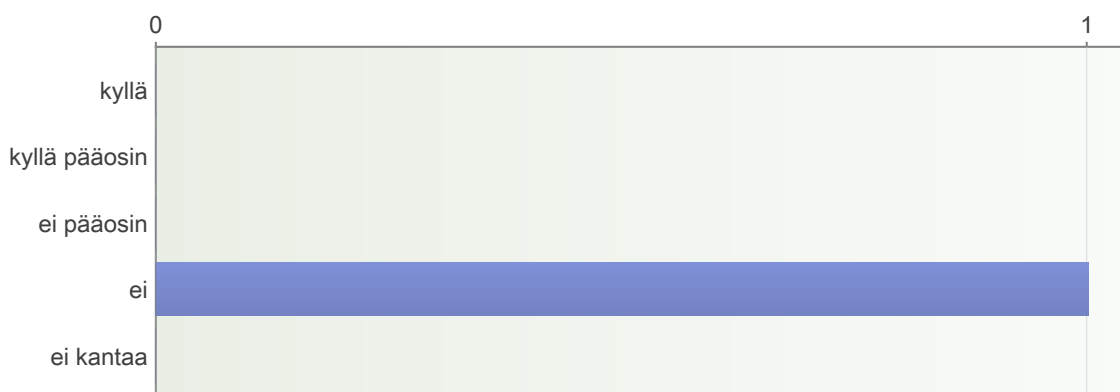 0 1
kyllä
kyllä pääosin
ei pääosin
ei
ei kantaa